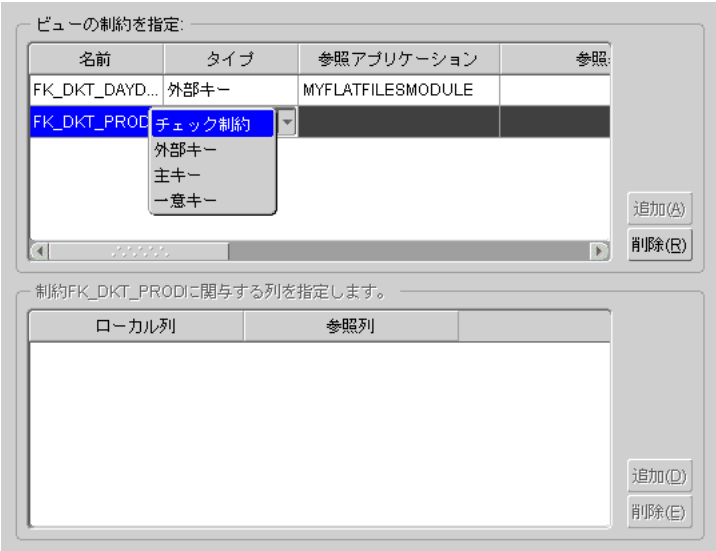 ビューの制約を指定:
名前 タイプ 参照アプリケーション 参照
FK_DKT_DAYD... 外部キー MYFLATFILESMODULE
FK_DKT_PROD チェック制約
外部キー
主キー
一意キー
追加(A)
削除(R)
制約FK_DKT_PRODに関与する列を指定します。
ローカル列 参照列
追加(D)
削除(E)